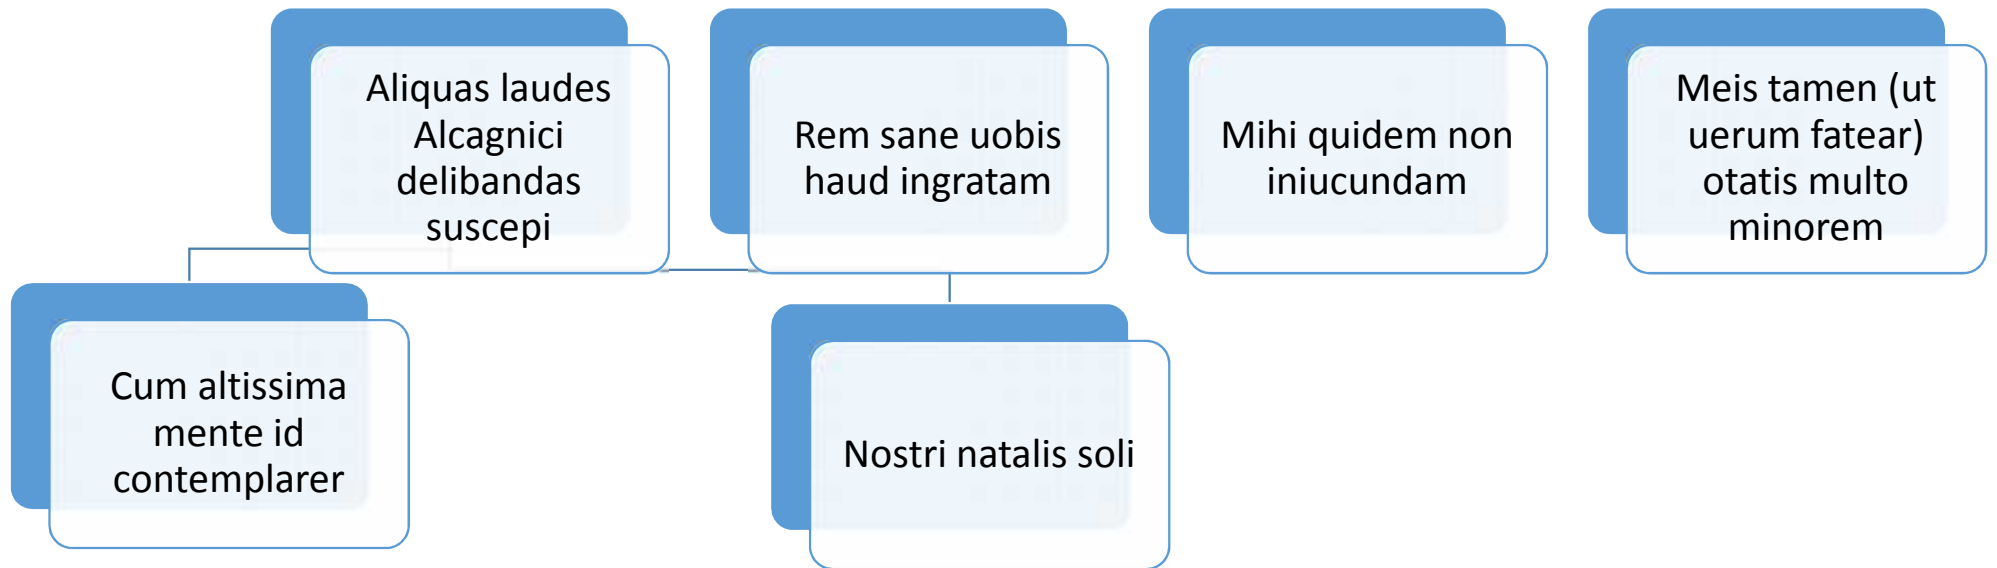 Aliquas laudes
Alcagnici
delibandas
suscepi
Rem sane uobis
haud ingratam
Mihi quidem non
iniucundam
Meis tamen (ut
uerum fatear)
otatis multo
minorem
Cum altissima
mente id
contemplarer
Nostri natalis soli